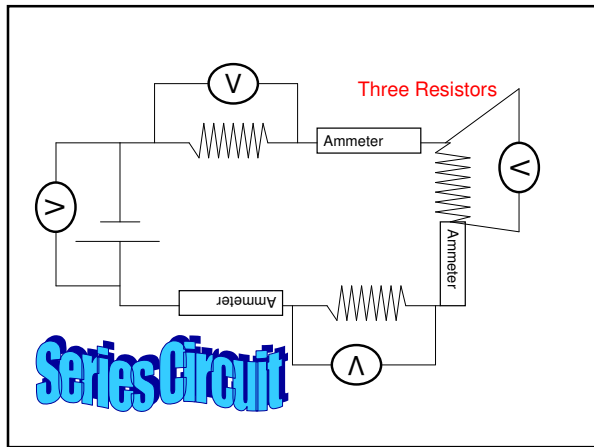 V
Three Resistors
Ammeter
V
V
Ammeter
Ammeter
V
Series Circuit